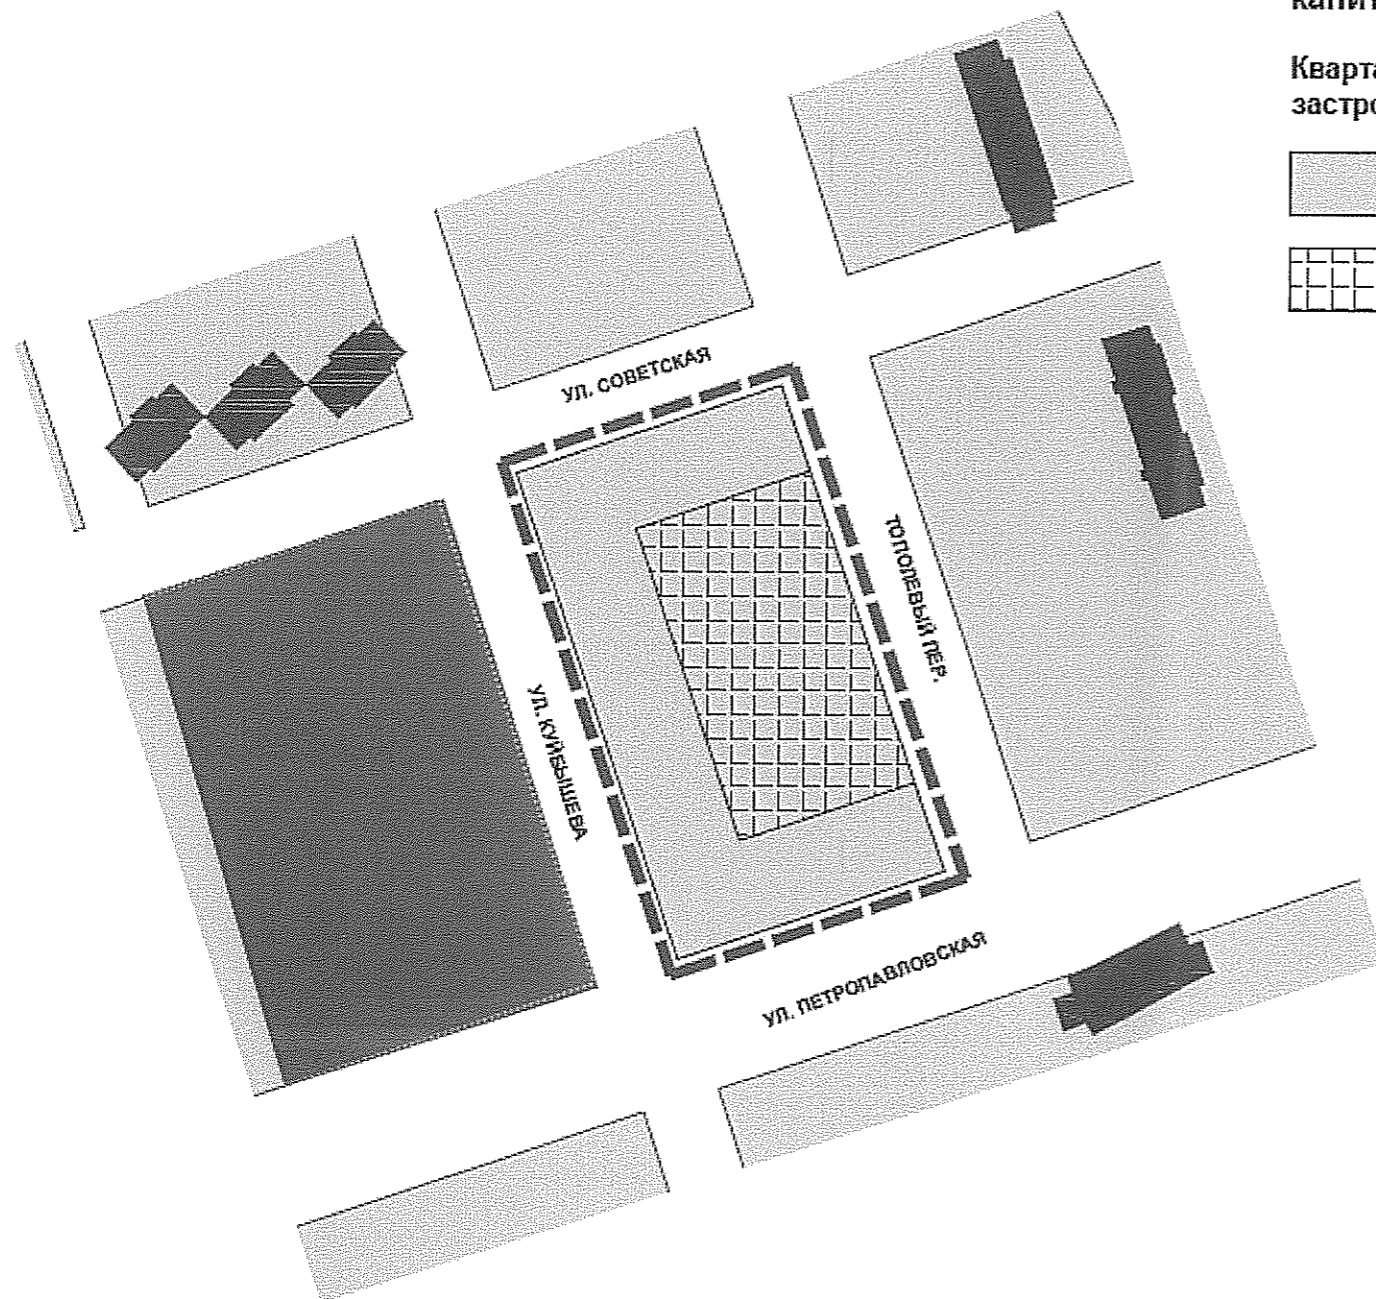 Кварта
застро
УЛ. СОВЕТСКАЯ
ТОПОЛЕВЫЙ ПЕР.
УЛ. КУЙБЫШЕВА
УЛ. ПЕТРОПАВЛОВСКАЯ